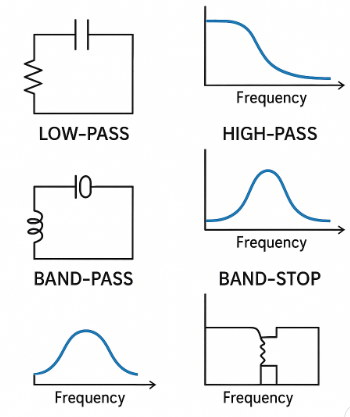 Frequency
LOW-PASS
HIGH-PASS
Frequency
BAND-PASS
BAND-STOP
Frequency
Frequency